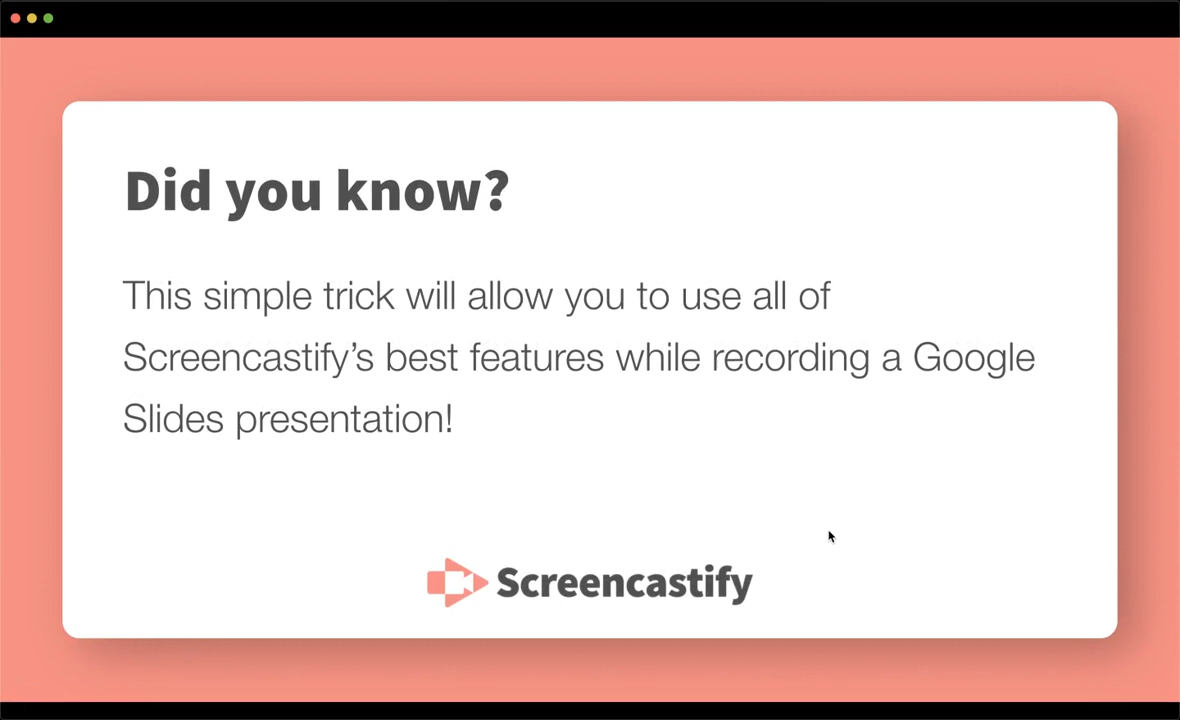 Did you know?
This simple trick will allow you to use all of
Screencastify’s best features while recording a Google
Slides presentation!
Screencastify